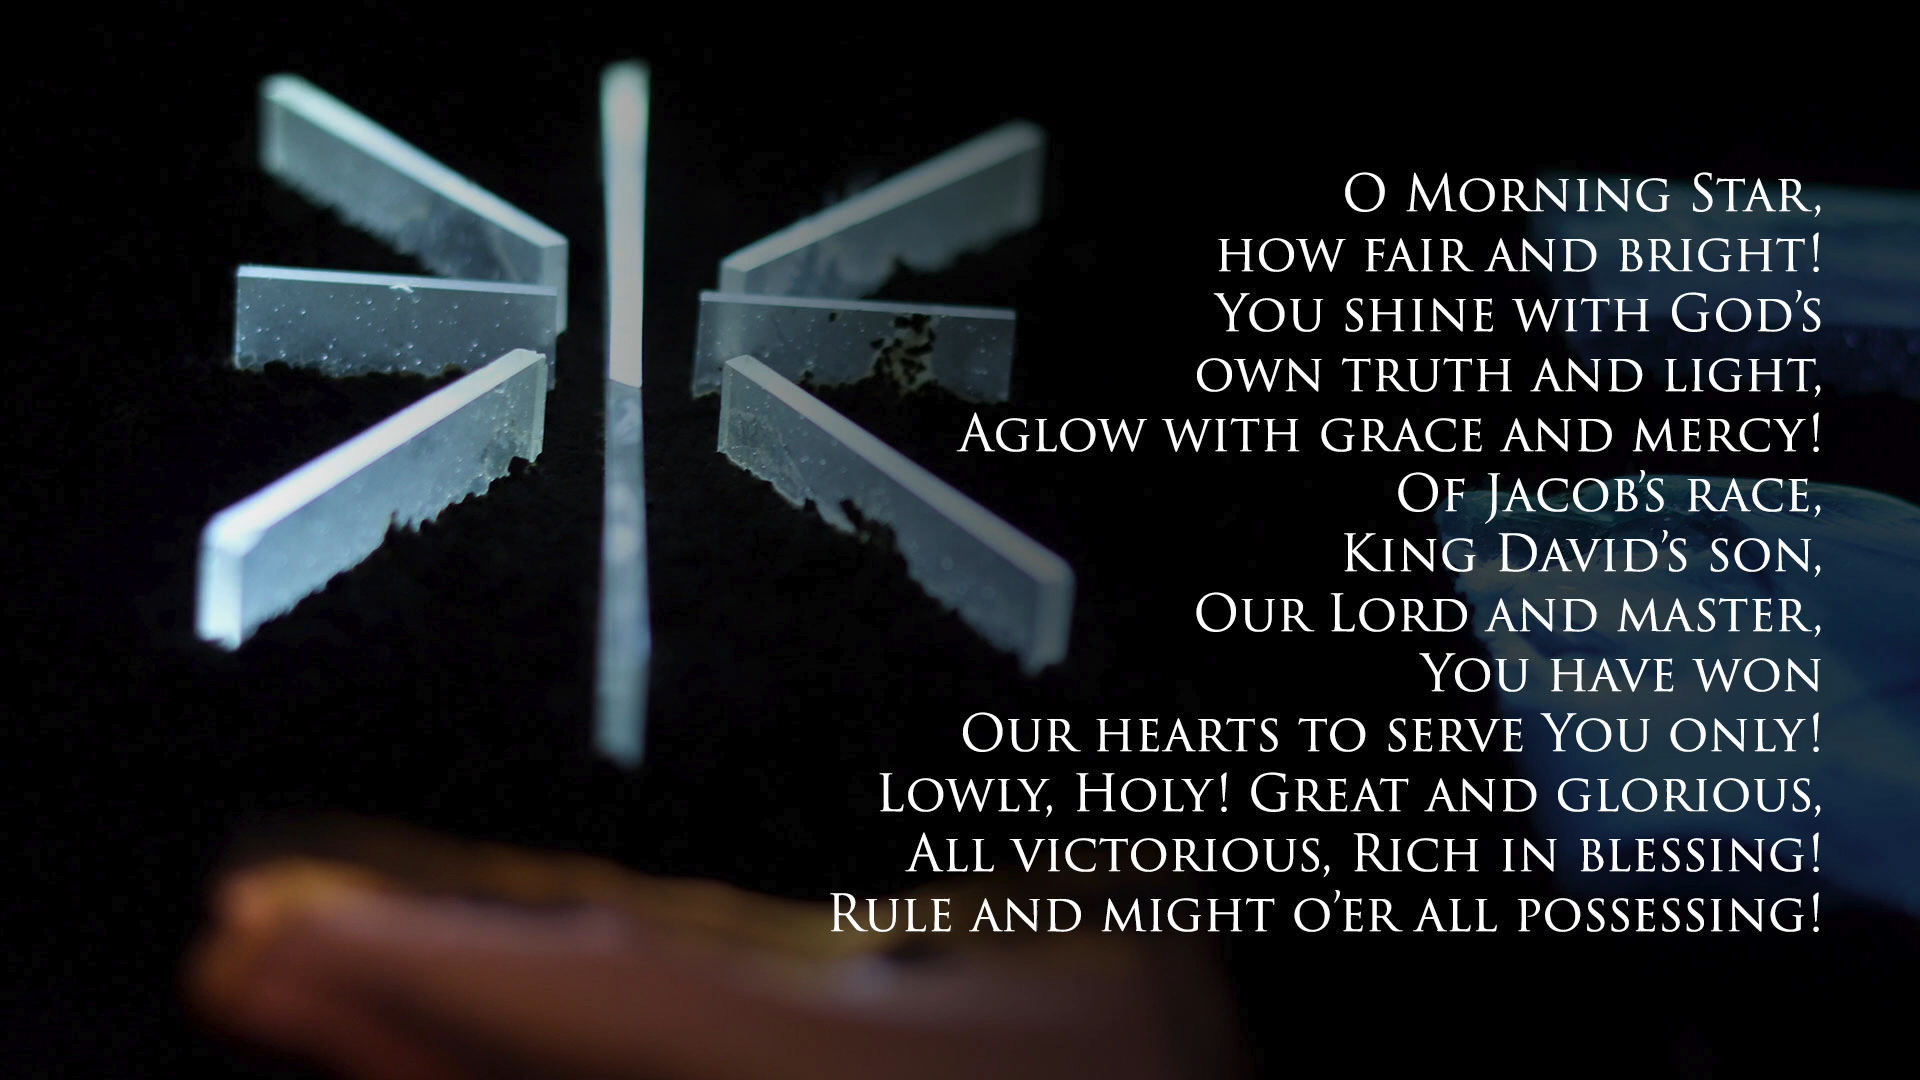 O Morning Star,
how fair and bright!
You shine with God’s
own truth and light,
Aglow with grace and mercy!
Of Jacob’s race,
King David’s son,
Our Lord and master,
You have won
Our hearts to serve You only!
Lowly, Holy! Great and glorious,
All victorious, Rich in blessing!
Rule and might o’er all possessing!